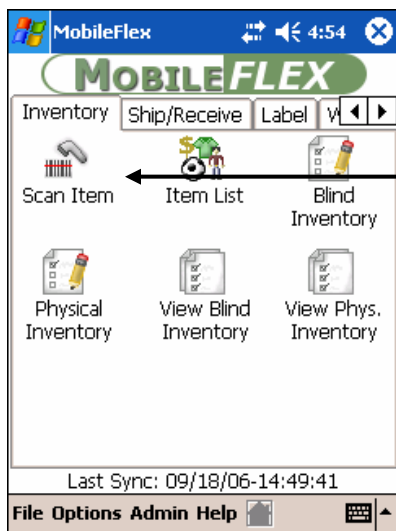 MobileFlex 4:54
MOBILEFLEX
Inventory Ship/Receive Label
Scan Item Item List Blind Inventory
Physical Inventory View Blind Inventory View Phys. Inventory
Last Sync: 09/18/06-14:49:41
File Options Admin Help